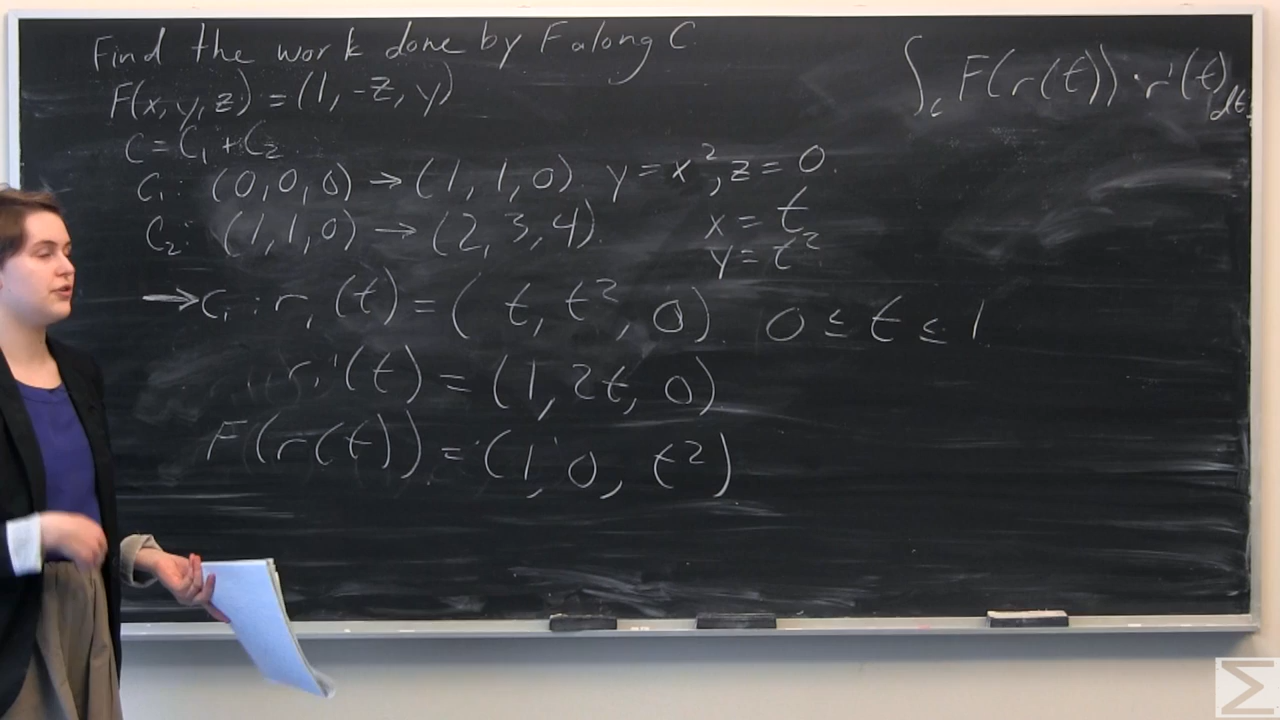 Find the work done by F along C.
F(x, y, z) = (1, -z, y)
C = C₁ + C₂
C₁: (0, 0, 0) → (1, 1, 0). y = x², z = 0.
C₂: (1, 1, 0) → (2, 3, 4).
x = t
y = t²
→ C₁: r₁(t) = (t, t², 0). 0 ≤ t ≤ 1
r₁'(t) = (1, 2t, 0)
F(r(t)) = (1, 0, t²)
∫_C F(r(t)) · r'(t) dt
Σ